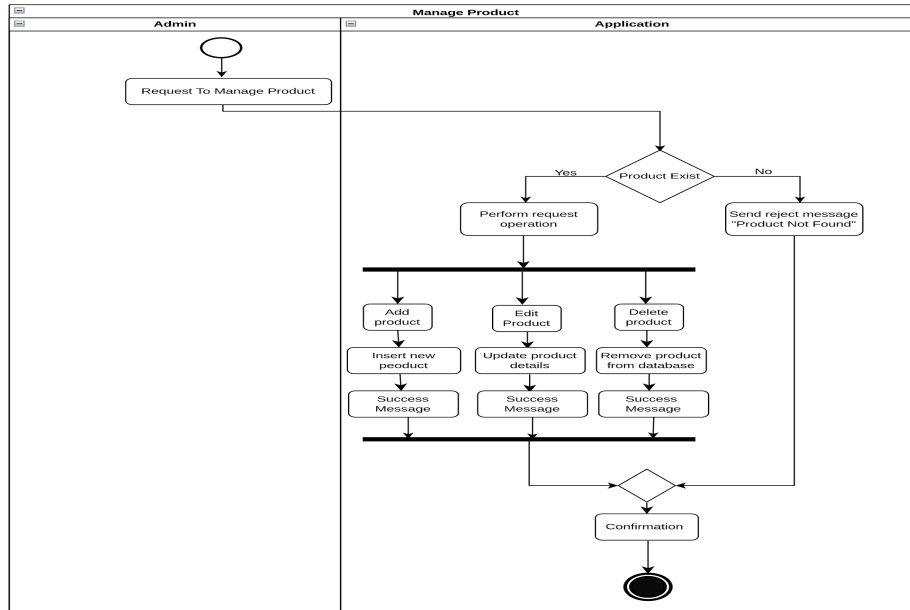 Manage Product
Admin
Application
Request To Manage Product
Product Exist
Yes
No
Perform request
operation
Send reject message
"Product Not Found"
Add
product
Edit
Product
Delete
product
Insert new
peoduct
Update product
details
Remove product
from database
Success
Message
Success
Message
Success
Message
Confirmation